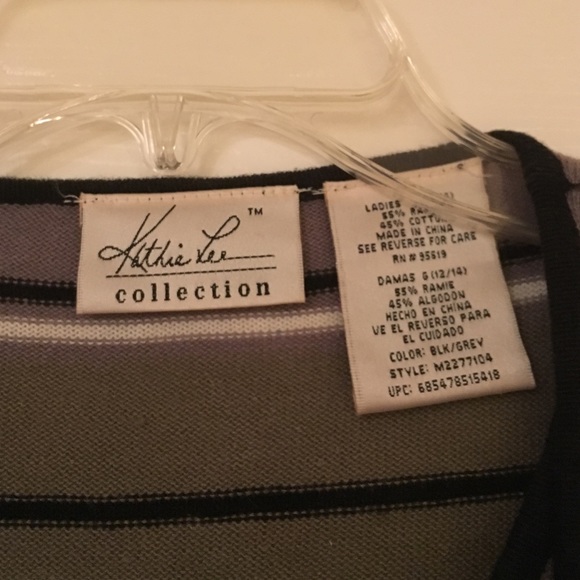 Kathie Lee ™
collection
LADIES
55% RAMIE
45% COTTON
MADE IN CHINA
SEE REVERSE FOR CARE
RN# 95619
DAMAS G (12/14)
55% RAMIE
45% ALGODON
HECHO EN CHINA
VE EL REVERSO PARA
EL CUIDADO
COLOR: BLK/GREY
STYLE: M2277104
UPC: 685478515418